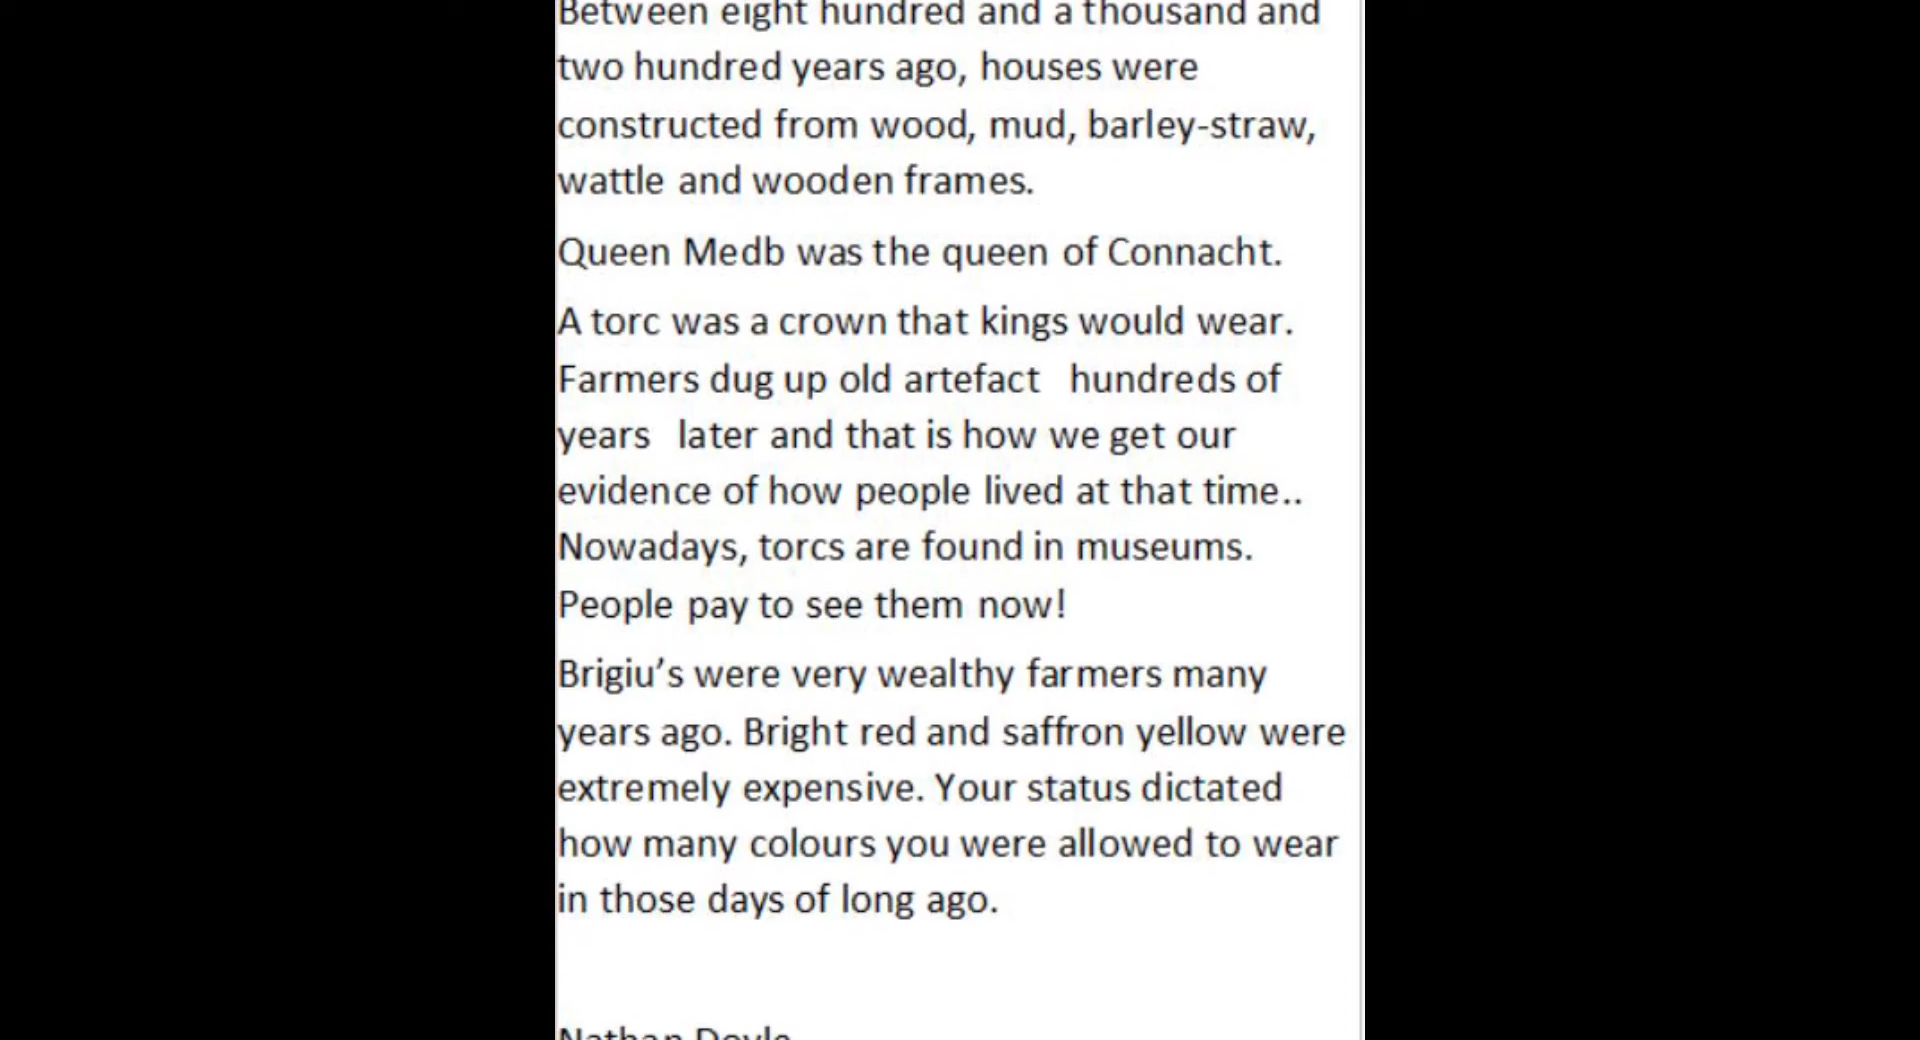 Between eight hundred and a thousand and
two hundred years ago, houses were
constructed from wood, mud, barley-straw,
wattle and wooden frames.
Queen Medb was the queen of Connacht.
A torc was a crown that kings would wear.
Farmers dug up old artefact hundreds of
years later and that is how we get our
evidence of how people lived at that time..
Nowadays, torcs are found in museums.
People pay to see them now!
Brigiu’s were very wealthy farmers many
years ago. Bright red and saffron yellow were
extremely expensive. Your status dictated
how many colours you were allowed to wear
in those days of long ago.
Nathan Doyle